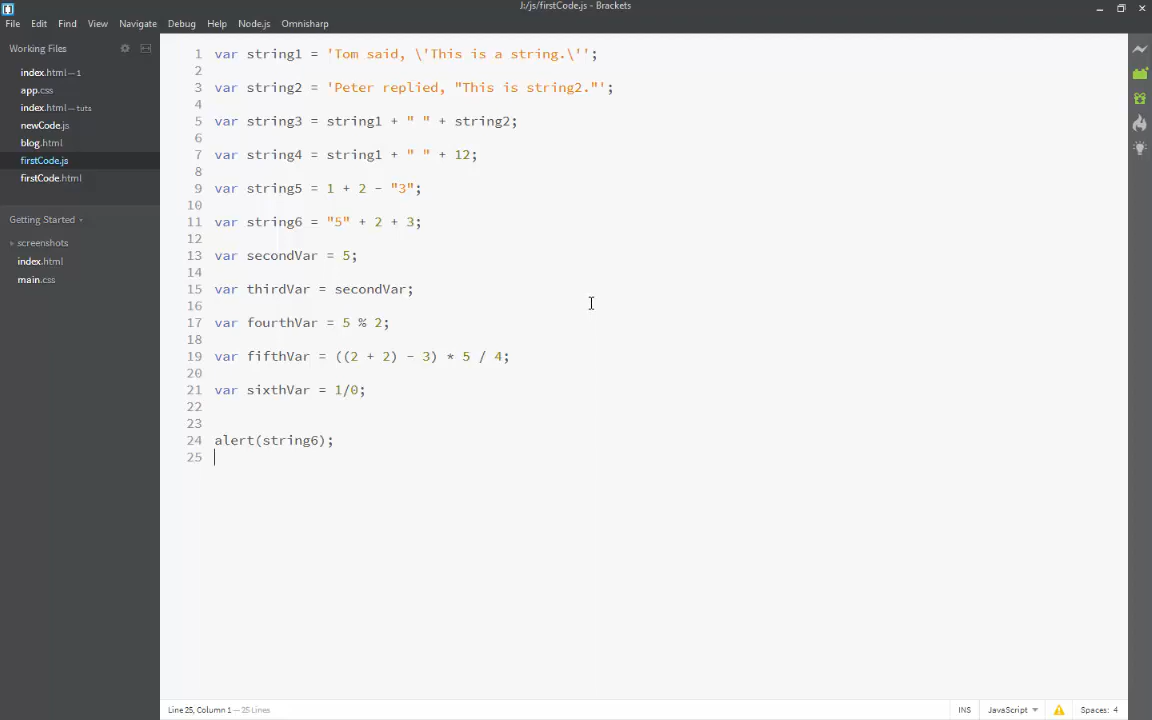 J:/js/firstCode.js - Brackets
File Edit Find View Navigate Debug Help Node.js Omnisharp
Working Files
index.html — 1
app.css
index.html — tuts
newCode.js
blog.html
firstCode.js
firstCode.html
Getting Started
screenshots
index.html
main.css
1 var string1 = 'Tom said, \'This is a string.\'';
2
3 var string2 = 'Peter replied, "This is string2."';
4
5 var string3 = string1 + " " + string2;
6
7 var string4 = string1 + " " + 12;
8
9 var string5 = 1 + 2 - "3";
10
11 var string6 = "5" + 2 + 3;
12
13 var secondVar = 5;
14
15 var thirdVar = secondVar;
16
17 var fourthVar = 5 % 2;
18
19 var fifthVar = ((2 + 2) - 3) * 5 / 4;
20
21 var sixthVar = 1/0;
22
23
24 alert(string6);
25
Line 25, Column 1 — 25 Lines
INS JavaScript Spaces: 4